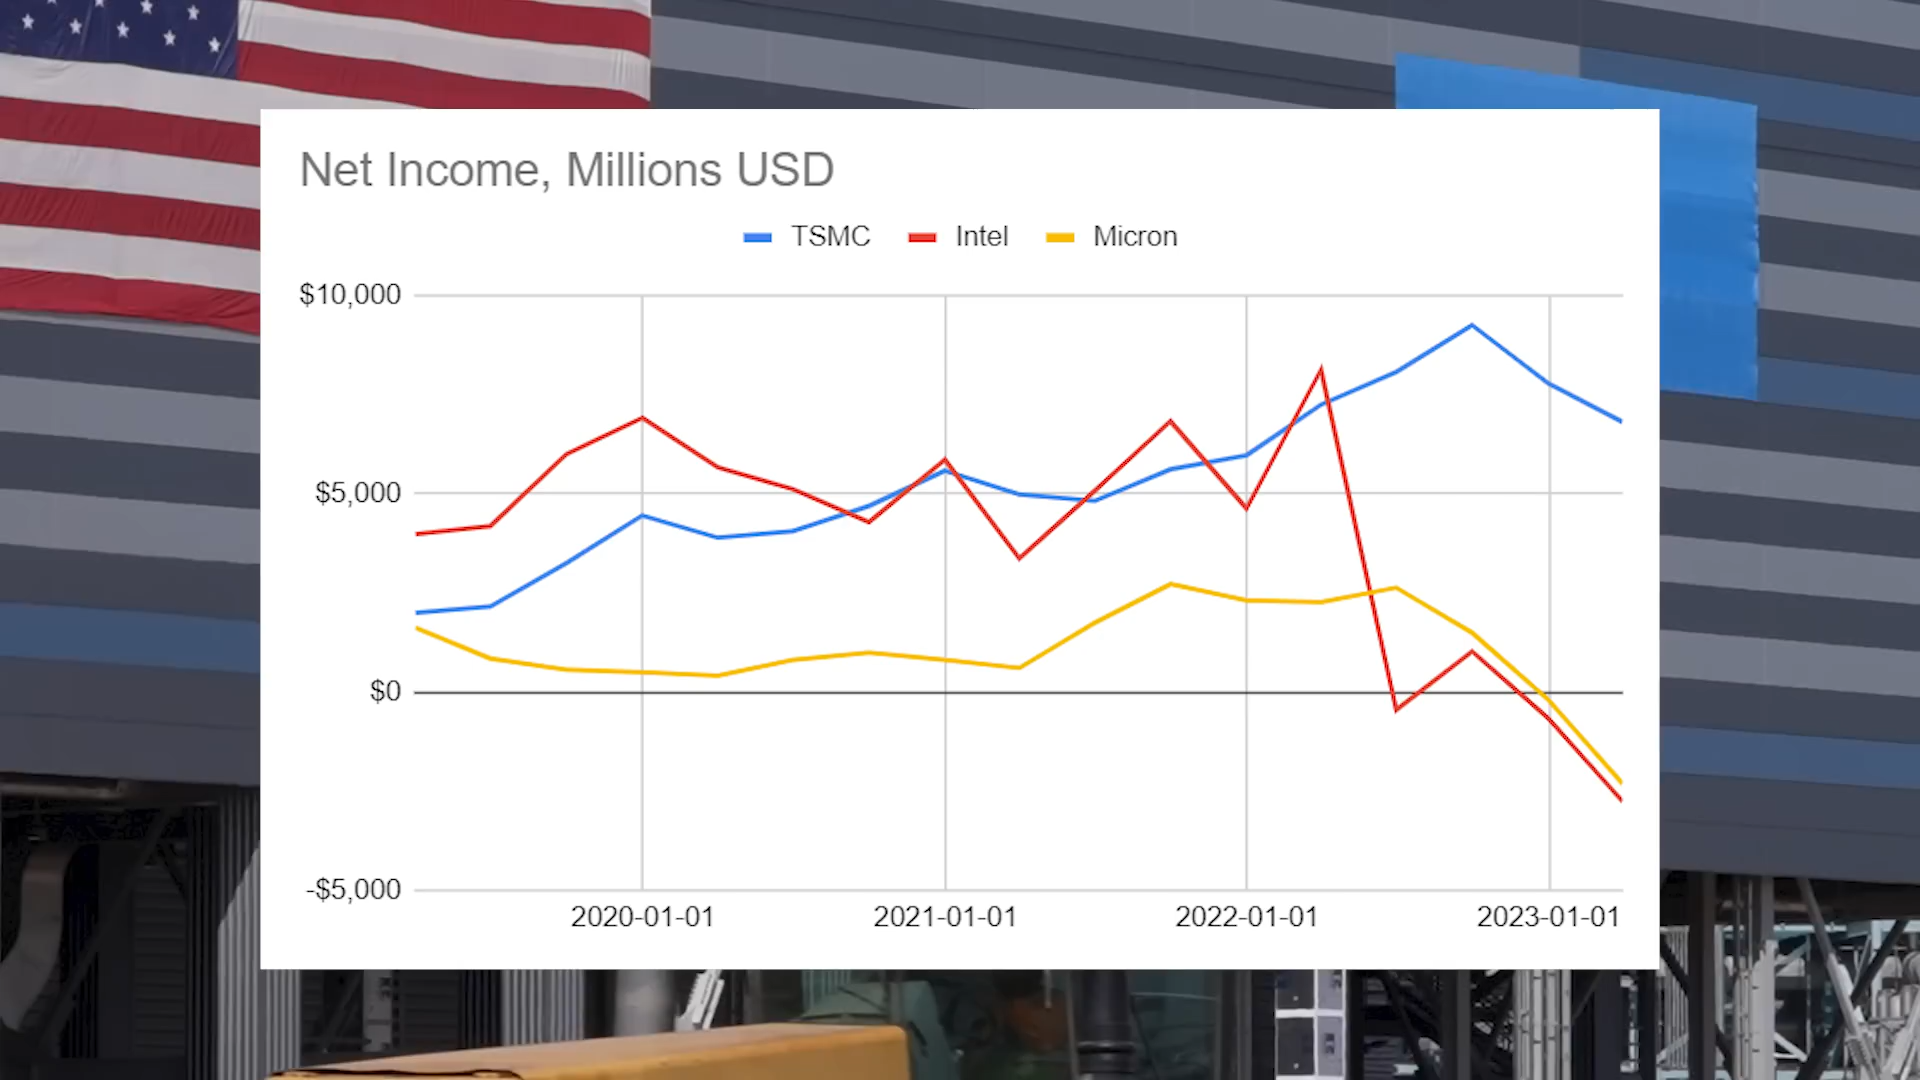 Net Income, Millions USD
TSMC Intel Micron
$10,000
$5,000
$0
-$5,000
2020-01-01 2021-01-01 2022-01-01 2023-01-01